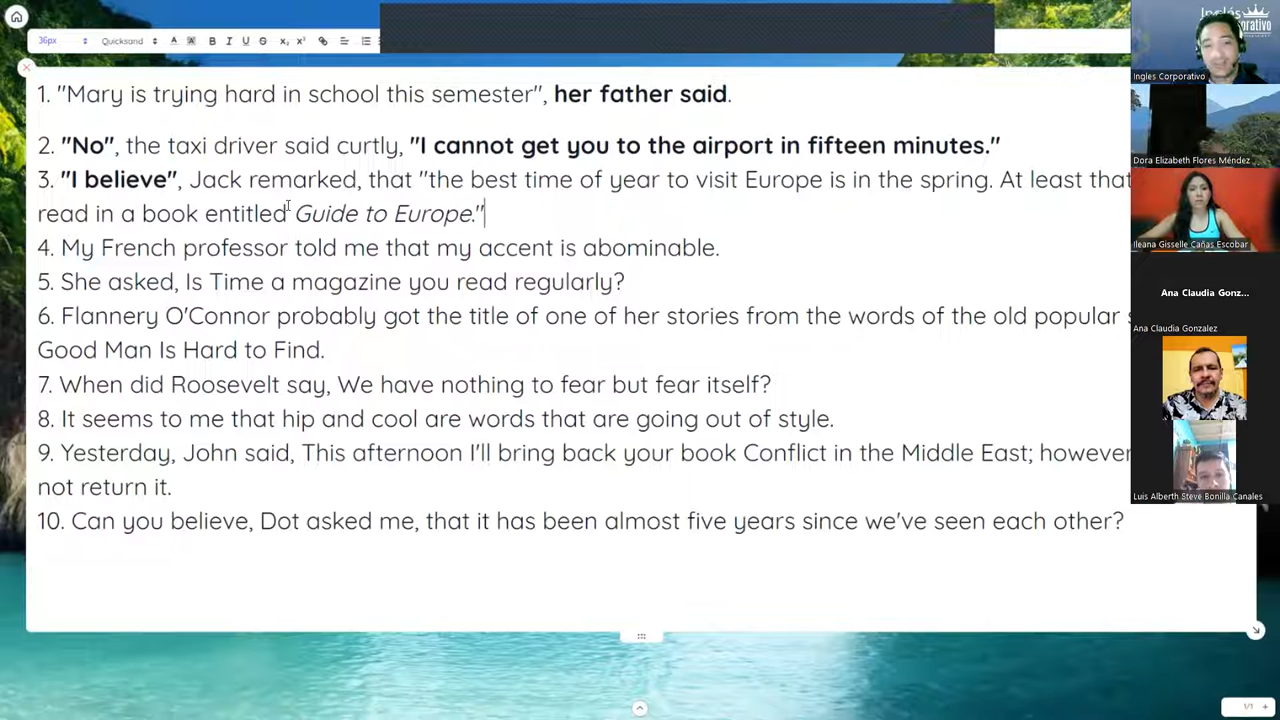 36px Quicksand A A B I U S X₂ X²
1. "Mary is trying hard in school this semester", her father said.
2. "No", the taxi driver said curtly, "I cannot get you to the airport in fifteen minutes."
3. "I believe", Jack remarked, that "the best time of year to visit Europe is in the spring. At least that
read in a book entitled Guide to Europe."
4. My French professor told me that my accent is abominable.
5. She asked, Is Time a magazine you read regularly?
6. Flannery O'Connor probably got the title of one of her stories from the words of the old popular
Good Man Is Hard to Find.
7. When did Roosevelt say, We have nothing to fear but fear itself?
8. It seems to me that hip and cool are words that are going out of style.
9. Yesterday, John said, This afternoon I'll bring back your book Conflict in the Middle East; however
not return it.
10. Can you believe, Dot asked me, that it has been almost five years since we've seen each other?
1/1
Ingles Corporativo
Dora Elizabeth Flores Méndez
Ileana Gisselle Cañas Escobar
Ana Claudia Gonz...
Ana Claudia Gonzalez
Luis Alberth Steve Bonilla Canales